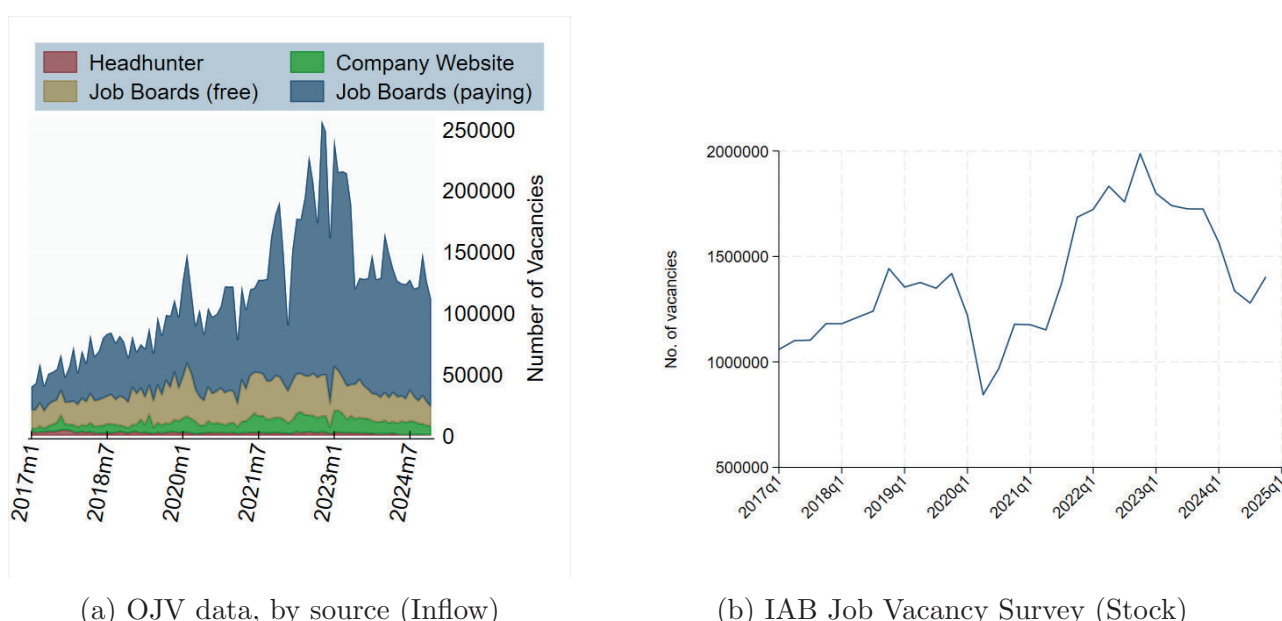 Headhunter
Company Website
Job Boards (free)
Job Boards (paying)
250000
200000
150000
100000
50000
0
Number of Vacancies
2017m1
2018m7
2020m1
2021m7
2023m1
2024m7
(a) OJV data, by source (Inflow)
2000000
1500000
1000000
500000
No. of vacancies
2017q1
2018q1
2019q1
2020q1
2021q1
2022q1
2023q1
2024q1
2025q1
(b) IAB Job Vacancy Survey (Stock)